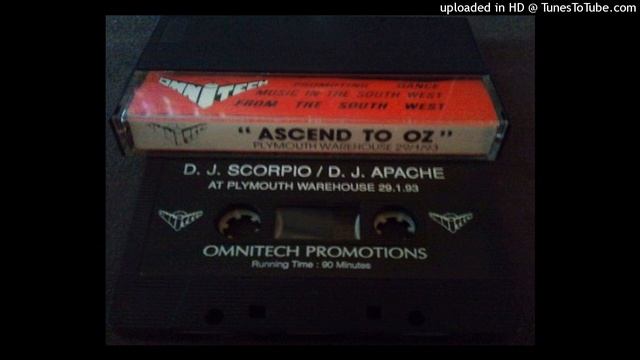 uploaded in HD @ TunesToTube.com
OMNITECH PROMOTING DANCE
MUSIC IN THE SOUTH WEST
FROM THE SOUTH WEST
" ASCEND TO OZ "
PLYMOUTH WAREHOUSE 29/1/93
D. J. SCORPIO / D. J. APACHE
AT PLYMOUTH WAREHOUSE 29.1.93
OMNITECH PROMOTIONS
Running Time : 90 Minutes